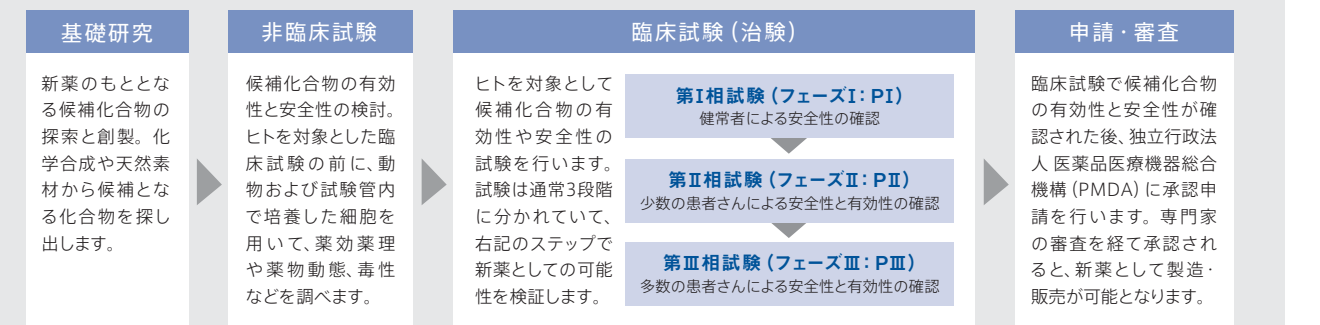 基礎研究
新薬のもととな
る候補化合物の
探索と創製。化
学合成や天然素
材から候補とな
る化合物を探し
出します。
非臨床試験
候補化合物の有効
性と安全性の検討。
ヒトを対象とした臨
床試験の前に、動
物および試験管内
で培養した細胞を
用いて、薬効薬理
や薬物動態、毒性
などを調べます。
臨床試験（治験）
ヒトを対象として
候補化合物の有
効性や安全性の
試験を行います。
試験は通常3段階
に分かれていて、
右記のステップで
新薬としての可能
性を検証します。
第Ⅰ相試験（フェーズⅠ：PⅠ）
健常者による安全性の確認
第Ⅱ相試験（フェーズⅡ：PⅡ）
少数の患者さんによる安全性と有効性の確認
第Ⅲ相試験（フェーズⅢ：PⅢ）
多数の患者さんによる安全性と有効性の確認
申請・審査
臨床試験で候補化合物
の有効性と安全性が確
認された後、独立行政法
人 医薬品医療機器総合
機構（PMDA）に承認申
請を行います。専門家
の審査を経て承認され
ると、新薬として製造・
販売が可能となります。